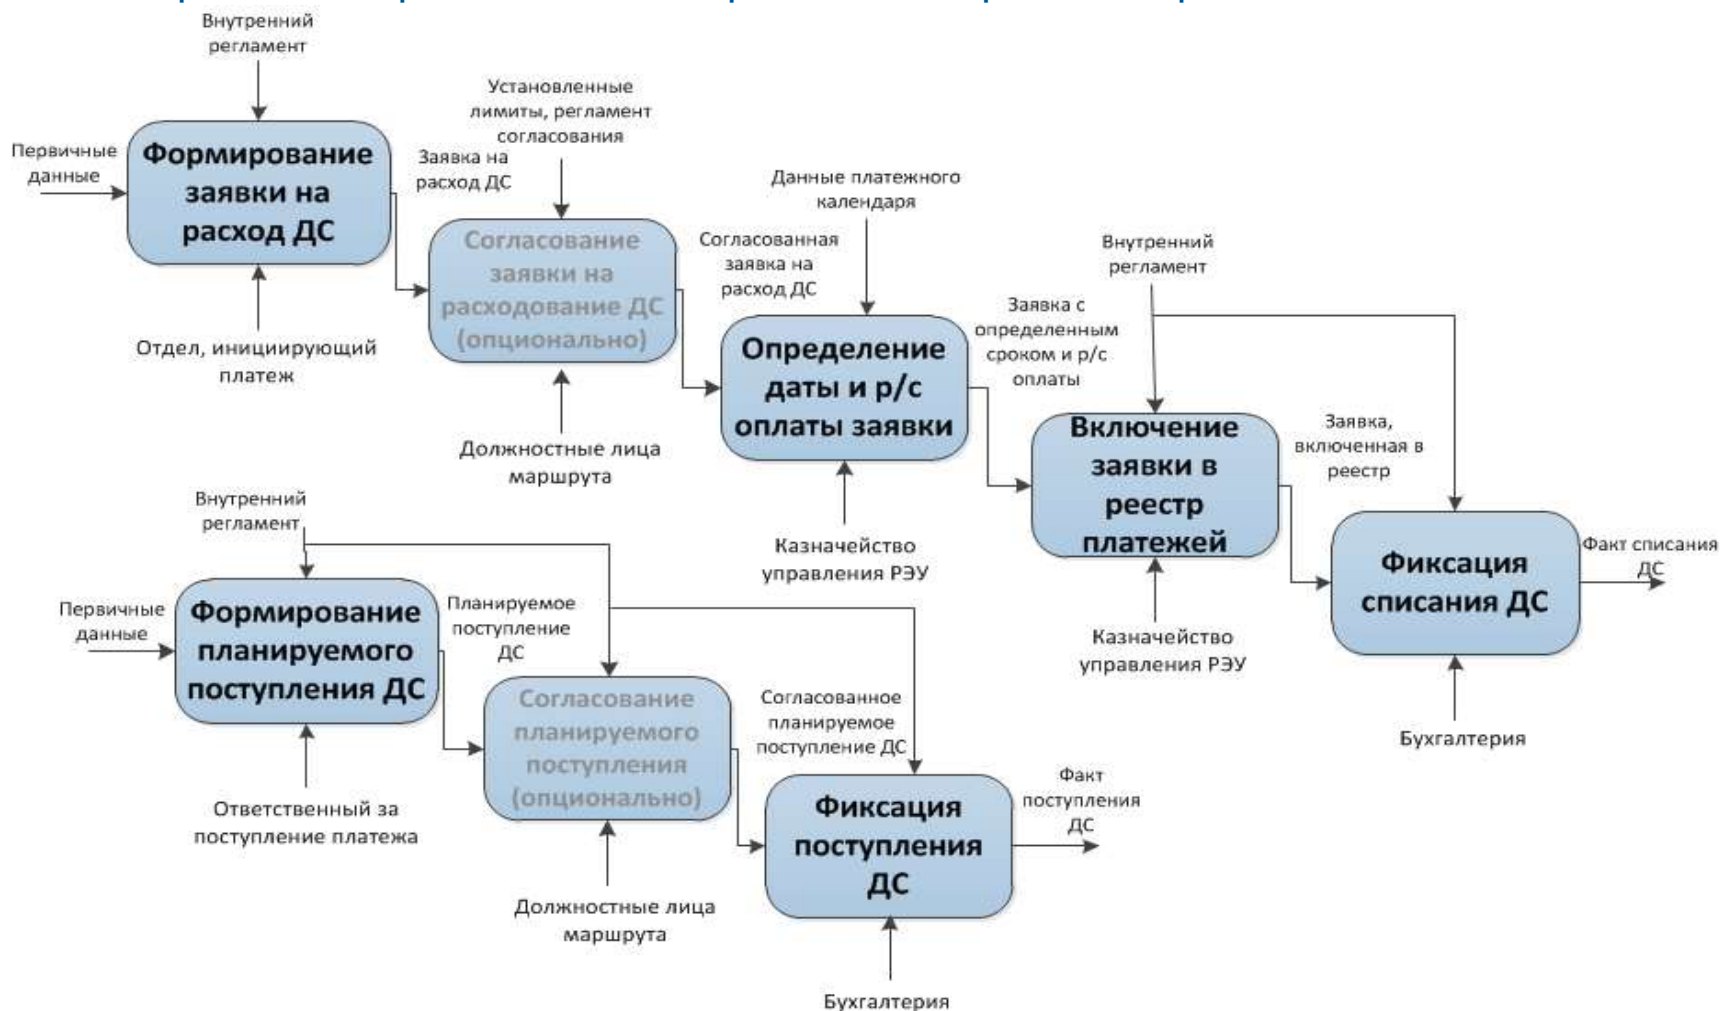 Внутренний
регламент
Первичные
данные
Формирование
заявки на
расход ДС
Отдел, инициирующий
платеж
Заявка на
расход ДС
Установленные
лимиты, регламент
согласования
Согласование
заявки на
расходование ДС
(опционально)
Должностные лица
маршрута
Согласованная
заявка на
расход ДС
Данные платежного
календаря
Определение
даты и р/с
оплаты заявки
Казначейство
управления РЭУ
Заявка с
определенным
сроком и р/с
оплаты
Внутренний
регламент
Включение
заявки в
реестр
платежей
Казначейство
управления РЭУ
Заявка,
включенная в
реестр
Фиксация
списания ДС
Бухгалтерия
Факт списания
ДС
Внутренний
регламент
Первичные
данные
Формирование
планируемого
поступления ДС
Ответственный за
поступление платежа
Планируемое
поступление
ДС
Согласование
планируемого
поступления
(опционально)
Должностные лица
маршрута
Согласованное
планируемое
поступление ДС
Фиксация
поступления
ДС
Бухгалтерия
Факт
поступления
ДС